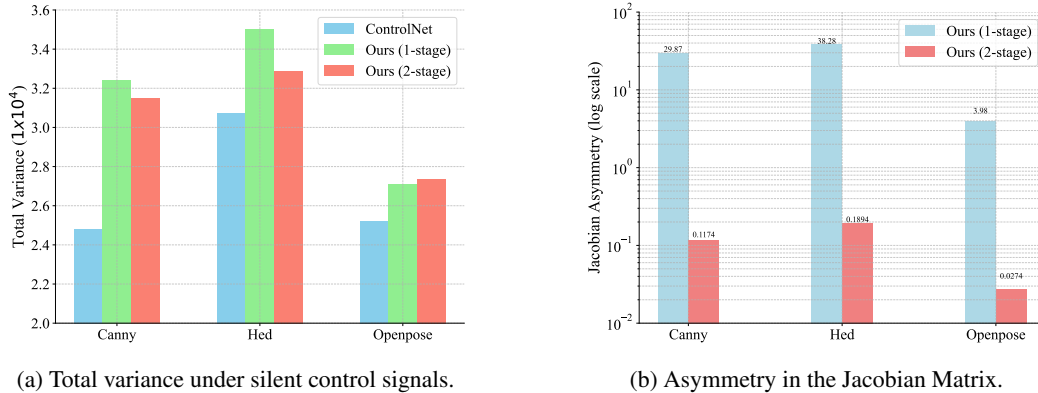 3.6
3.4
3.2
3.0
2.8
2.6
2.4
2.2
2.0
Total Variance (1x10⁴)
ControlNet
Ours (1-stage)
Ours (2-stage)
Canny
Hed
Openpose
(a) Total variance under silent control signals.
10²
10¹
10⁰
10⁻¹
10⁻²
Jacobian Asymmetry (log scale)
Ours (1-stage)
Ours (2-stage)
29.87
38.28
3.98
0.1174
0.1894
0.0274
Canny
Hed
Openpose
(b) Asymmetry in the Jacobian Matrix.